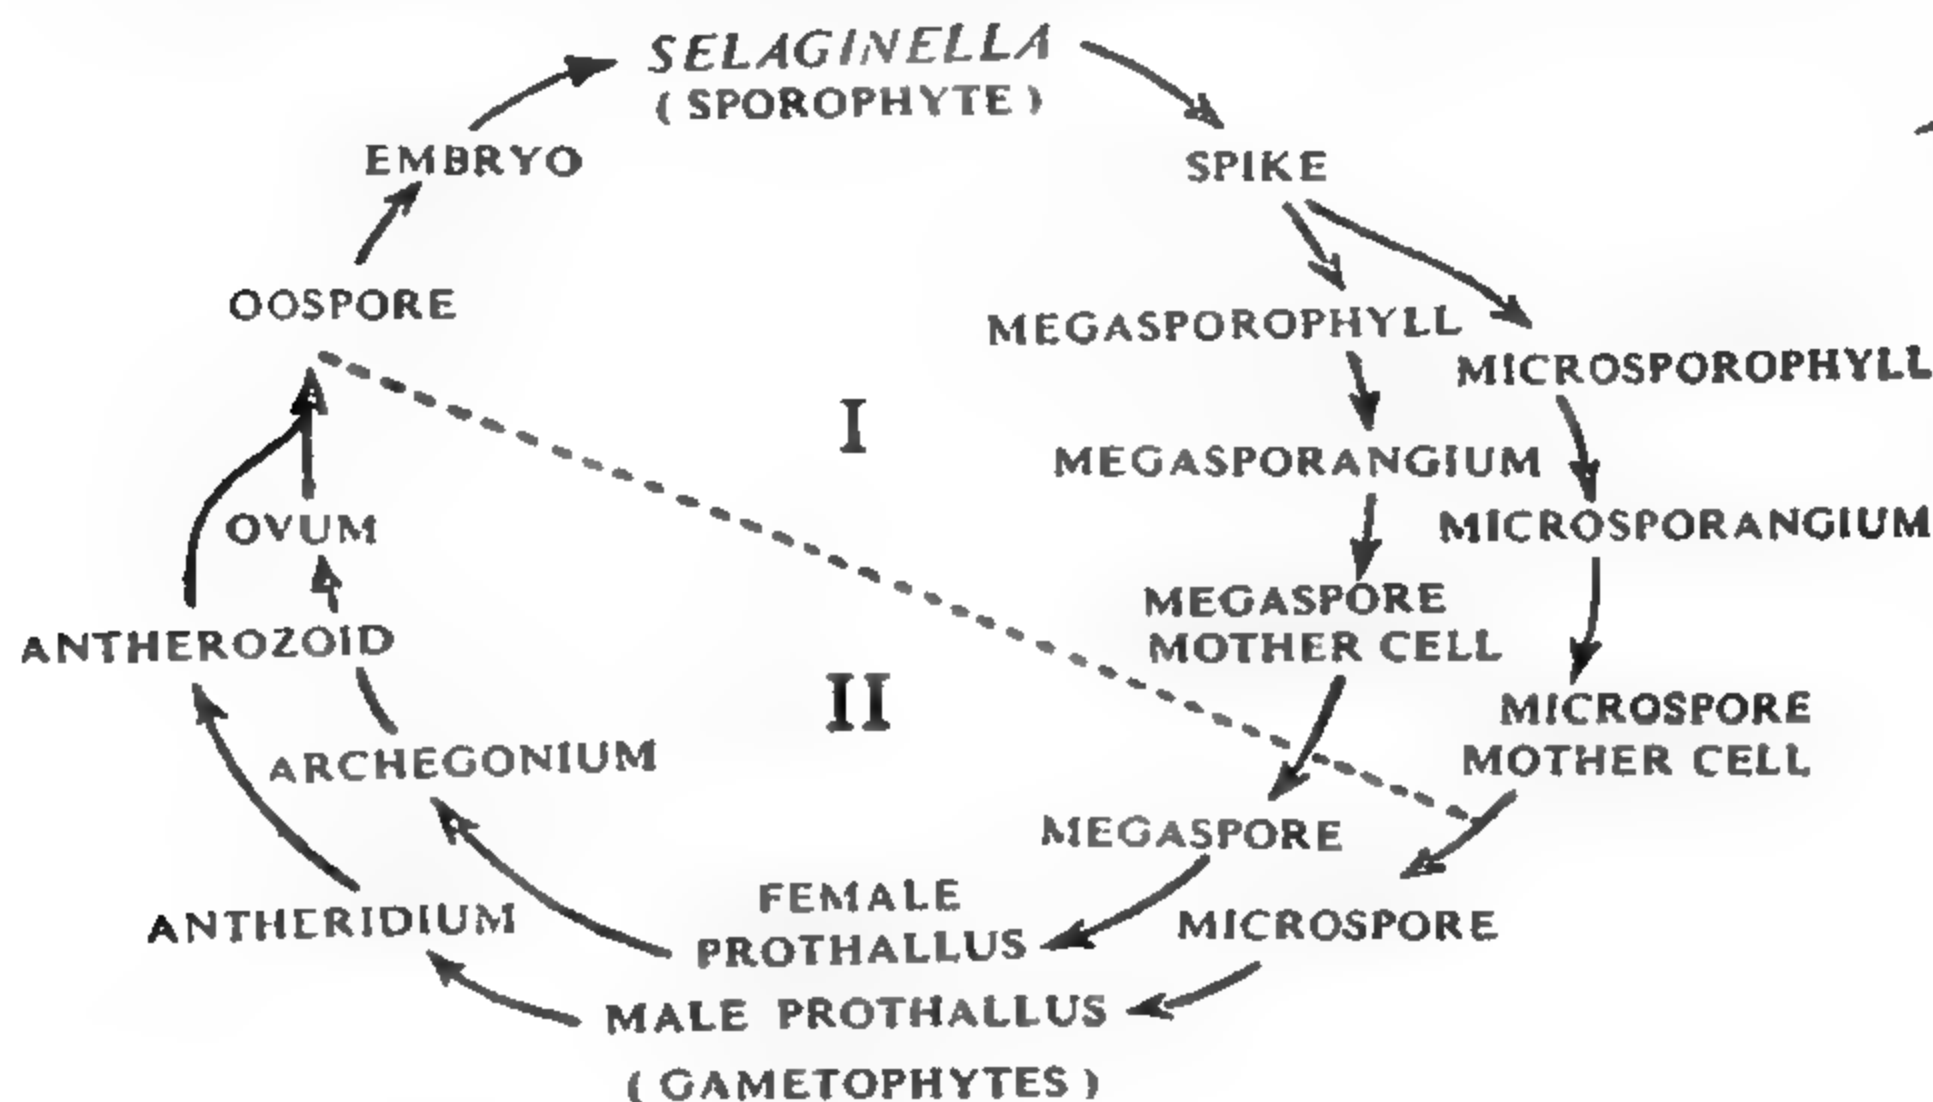 SELAGINELLA
( SPOROPHYTE )
EMBRYO
SPIKE
OOSPORE
MEGASPOROPHYLL
MICROSPOROPHYLL
I
MEGASPORANGIUM
OVUM
MICROSPORANGIUM
MEGASPORE
MOTHER CELL
ANTHEROZOID
II
MICROSPORE
MOTHER CELL
ARCHEGONIUM
MEGASPORE
FEMALE
PROTHALLUS
ANTHERIDIUM
MICROSPORE
MALE PROTHALLUS
( GAMETOPHYTES )